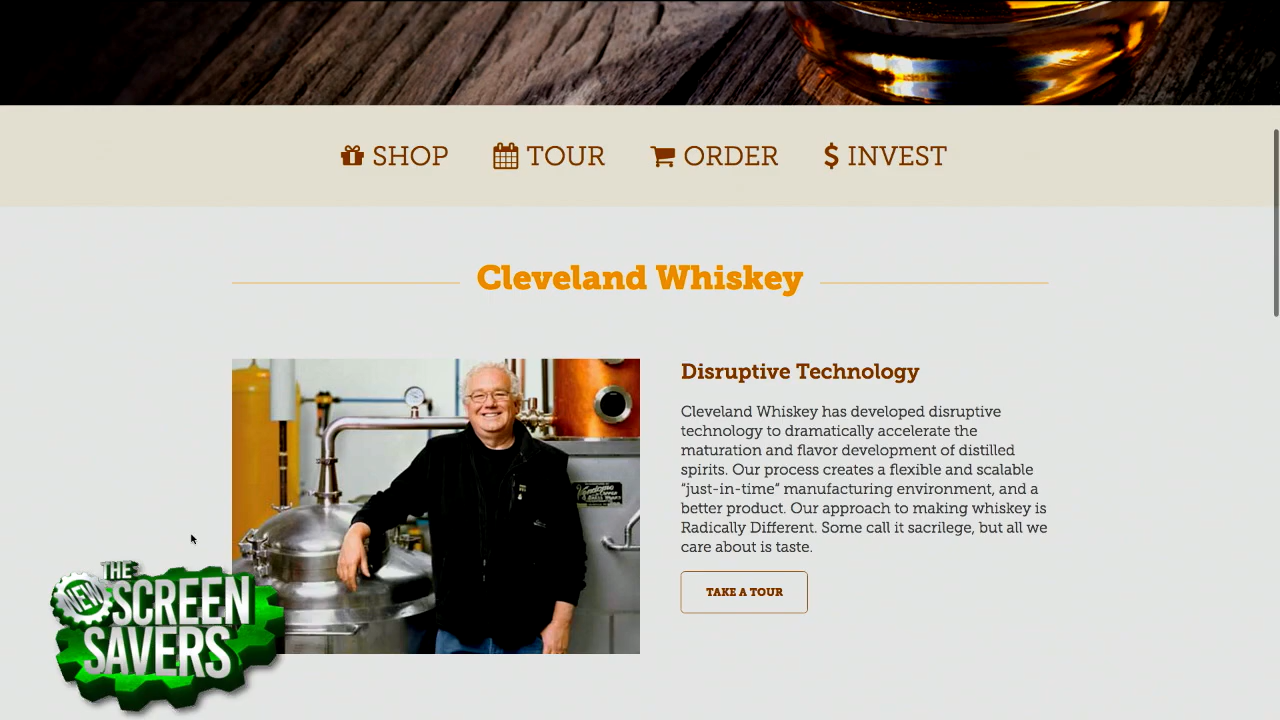 SHOP TOUR ORDER INVEST
Cleveland Whiskey
Disruptive Technology
Cleveland Whiskey has developed disruptive
technology to dramatically accelerate the
maturation and flavor development of distilled
spirits. Our process creates a flexible and scalable
"just-in-time" manufacturing environment, and a
better product. Our approach to making whiskey is
Radically Different. Some call it sacrilege, but all we
care about is taste.
TAKE A TOUR
THE
NEW SCREEN
SAVERS